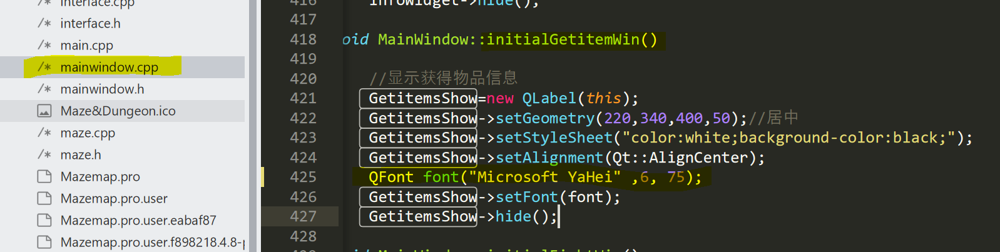 interface.cpp
interface.h
main.cpp
mainwindow.cpp
mainwindow.h
Maze&Dungeon.ico
maze.cpp
maze.h
Mazemap.pro
Mazemap.pro.user
Mazemap.pro.user.eabaf87
Mazemap.pro.user.f898218.4.8-p
416 infoWidget->hide();
417
418 oid MainWindow::initialGetitemWin()
419
420 //显示获得物品信息
421 GetitemsShow=new QLabel(this);
422 GetitemsShow->setGeometry(220,340,400,50);//居中
423 GetitemsShow->setStyleSheet("color:white;background-color:black;");
424 GetitemsShow->setAlignment(Qt::AlignCenter);
425 QFont font("Microsoft YaHei" ,6, 75);
426 GetitemsShow->setFont(font);
427 GetitemsShow->hide();
428